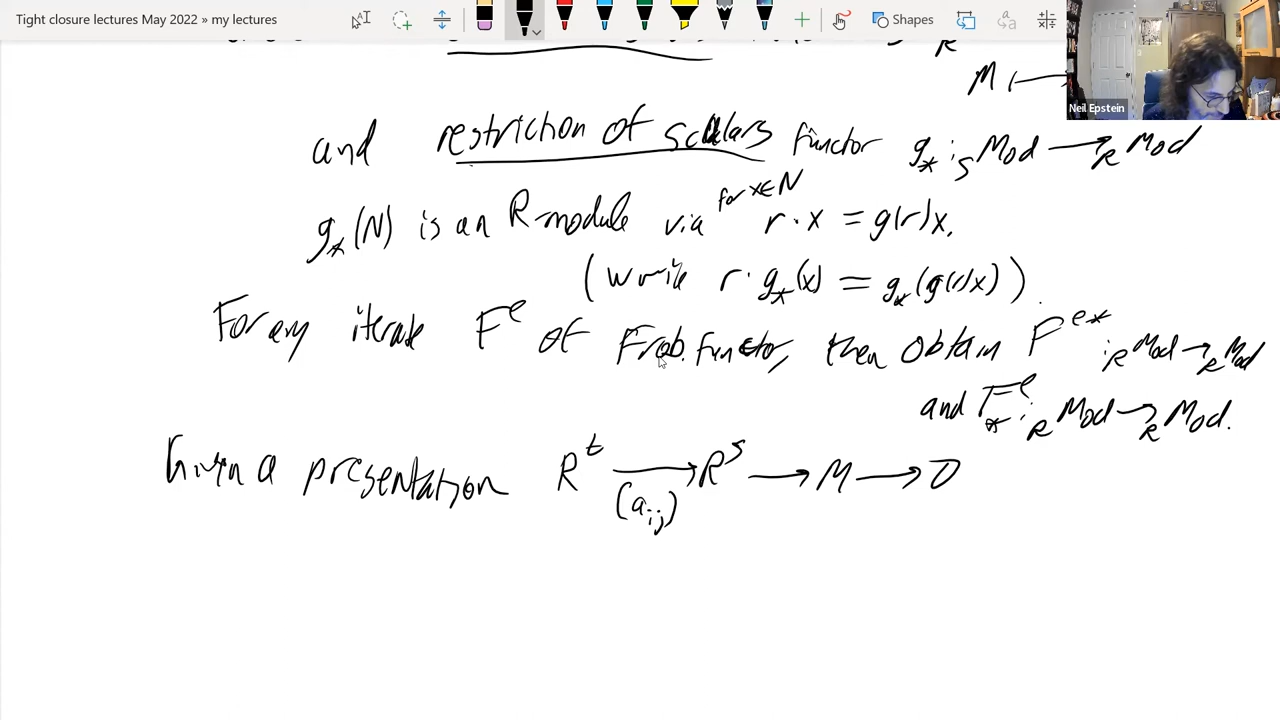 Tight closure lectures May 2022 » my lectures
Shapes
Neil Epstein
R
M ↦
and restriction of scalars functor g_* : _S Mod → _R Mod
g_*(N) is an R-module via for x∈N r · x = g(r)x.
(write r · g_*(x) = g_*(g(r)x)).
For any iterate F^e of Frob. functor, then obtain F^{e*} : _R Mod → _R Mod
and F^e_* : _R Mod → _R Mod.
Given a presentation R^t → R^s → M → 0
(a_{ij})